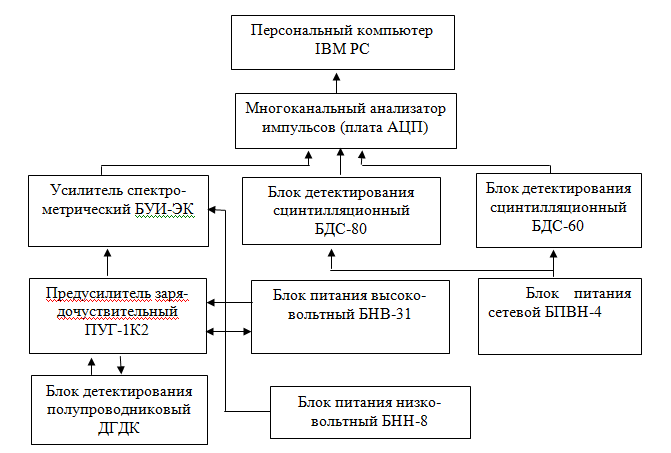 Персональный компьютер
IBM PC
Многоканальный анализатор
импульсов (плата АЦП)
Усилитель спектро-
метрический БУИ-ЭК
Блок детектирования
сцинтилляционный
БДС-80
Блок детектирования
сцинтилляционный
БДС-60
Предусилитель заря-
дочуствительный
ПУГ-1К2
Блок питания высоко-
вольтный БНВ-31
Блок питания
сетевой БПВН-4
Блок детектирования
полупроводниковый
ДГДК
Блок питания низко-
вольтный БНН-8